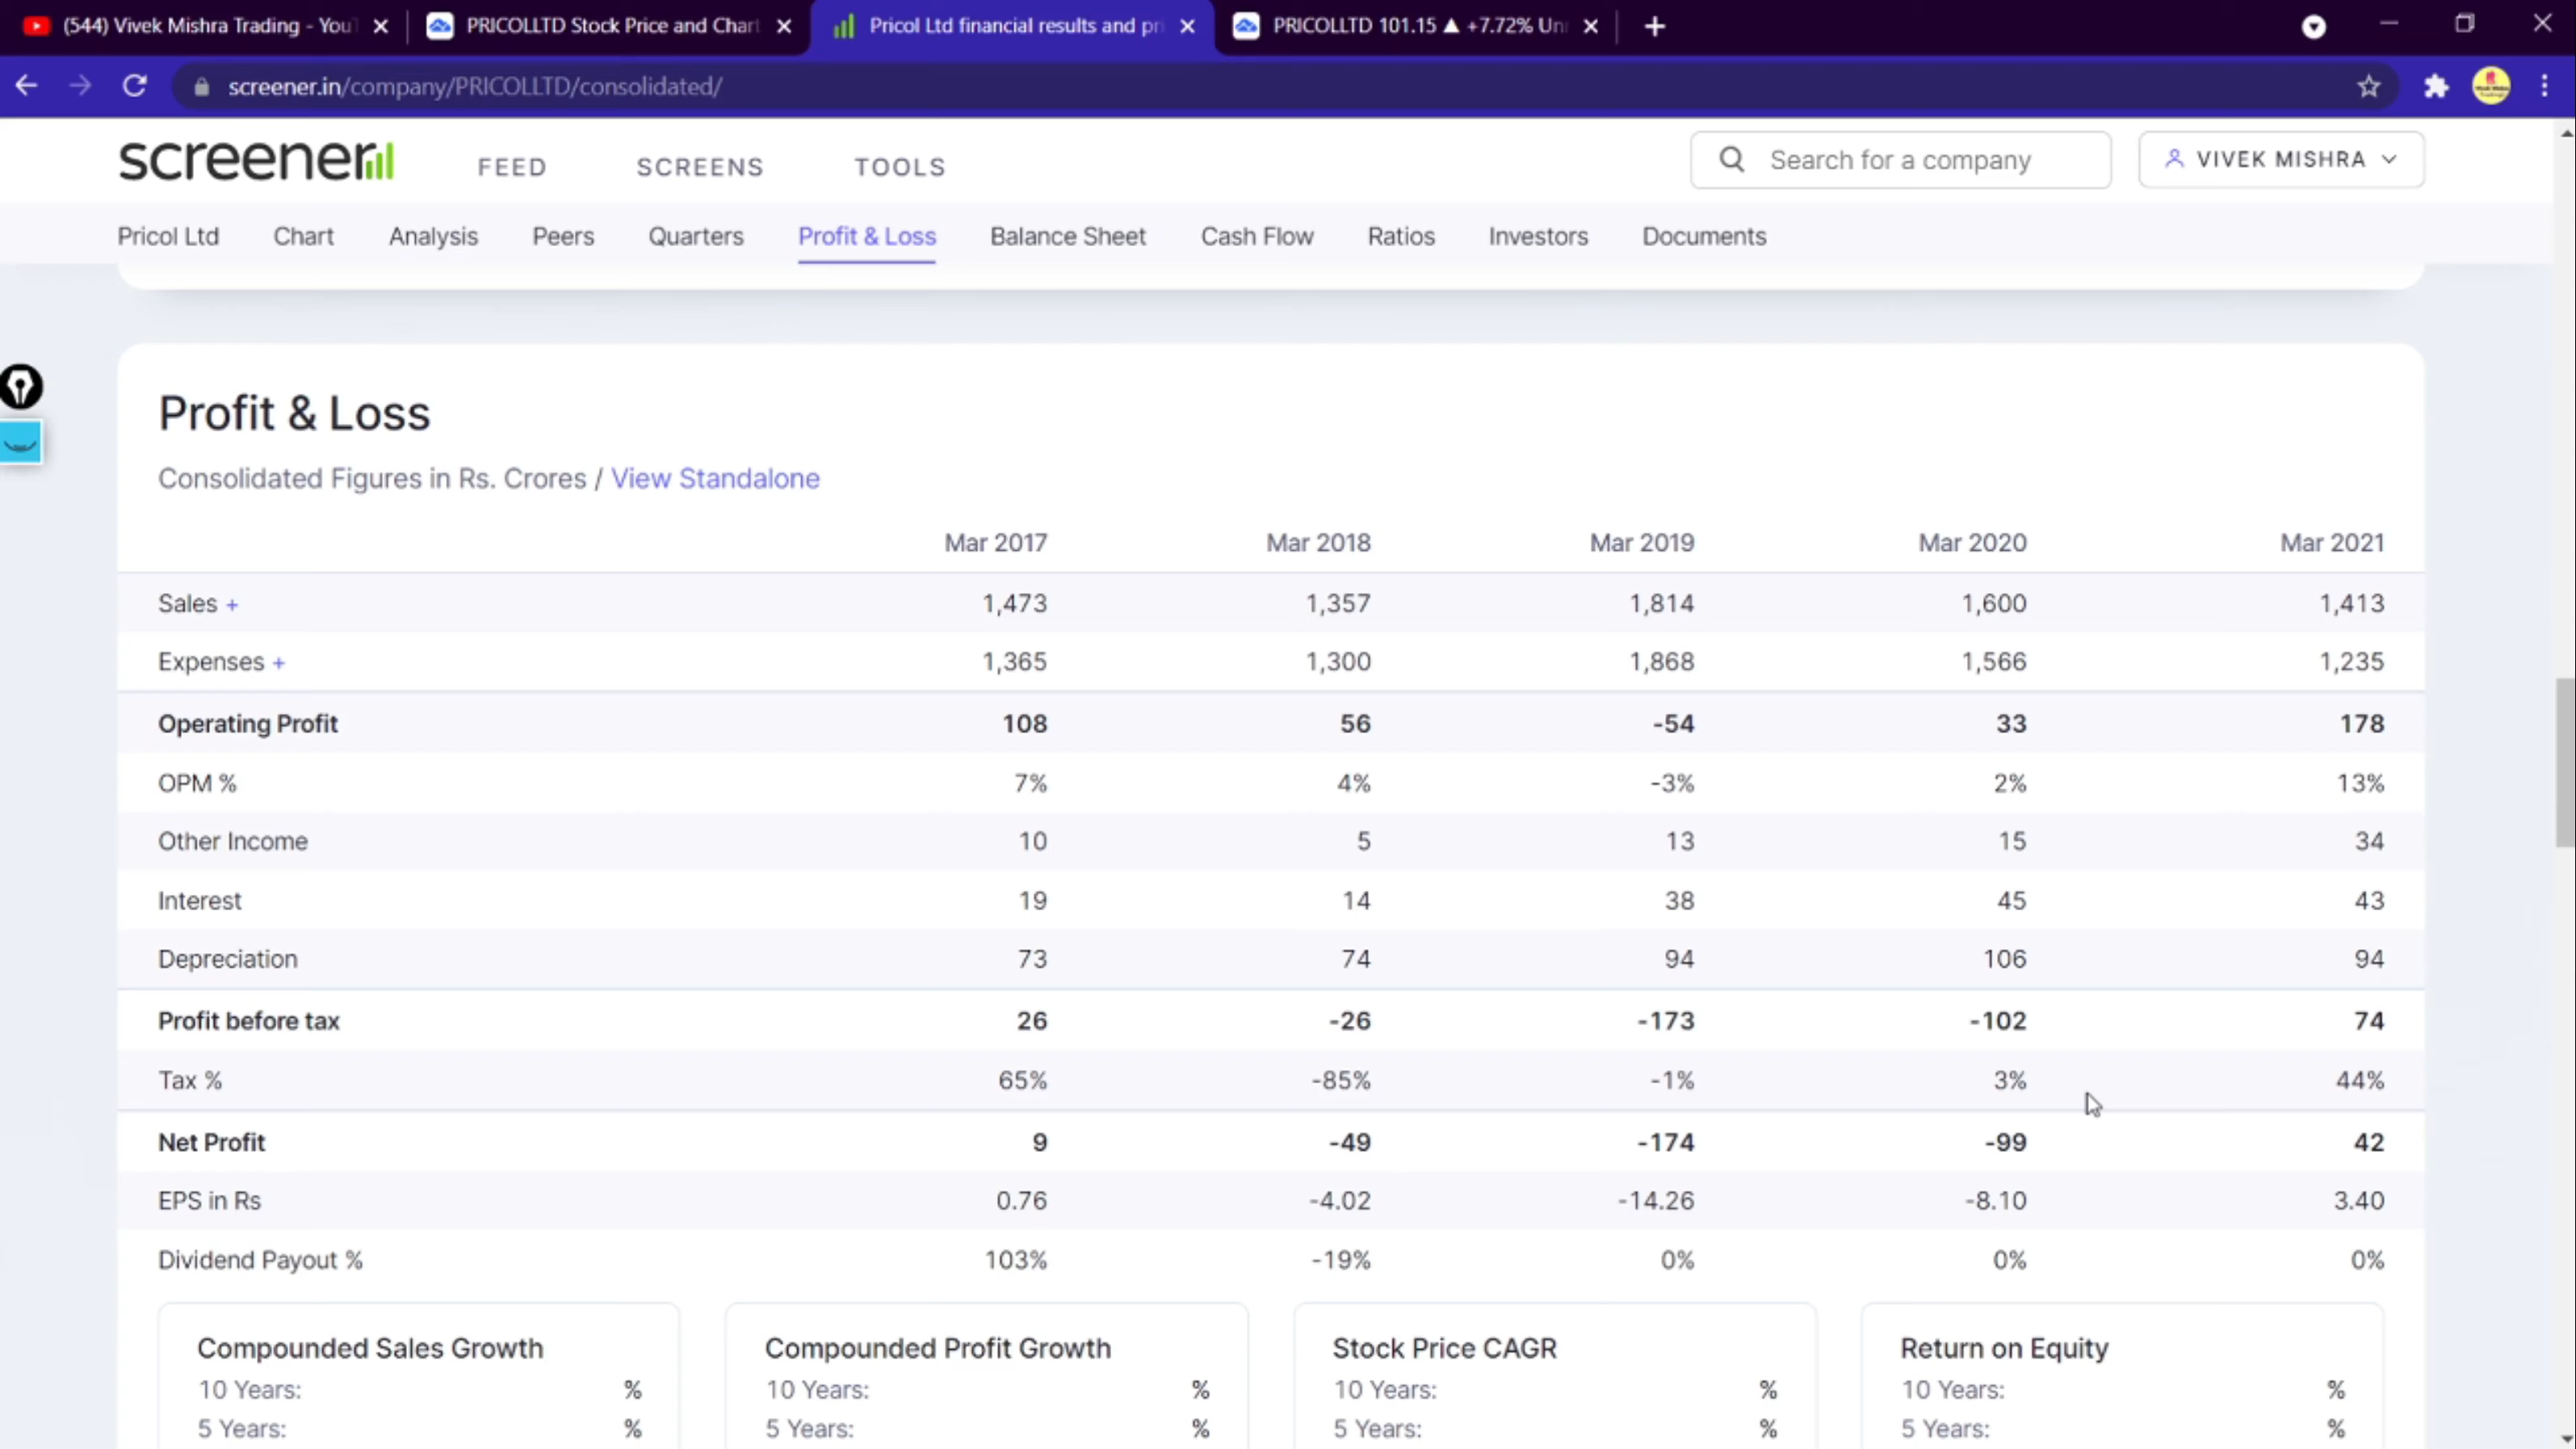 (544) Vivek Mishra Trading - You
PRICOLLTD Stock Price and Chart
Pricol Ltd financial results and pri
PRICOLLTD 101.15 ▲ +7.72% Un
screener.in/company/PRICOLLTD/consolidated/
screener FEED SCREENS TOOLS Search for a company VIVEK MISHRA
Pricol Ltd Chart Analysis Peers Quarters Profit & Loss Balance Sheet Cash Flow Ratios Investors Documents
Profit & Loss
Consolidated Figures in Rs. Crores / View Standalone
Mar 2017 Mar 2018 Mar 2019 Mar 2020 Mar 2021
Sales + 1,473 1,357 1,814 1,600 1,413
Expenses + 1,365 1,300 1,868 1,566 1,235
Operating Profit 108 56 -54 33 178
OPM % 7% 4% -3% 2% 13%
Other Income 10 5 13 15 34
Interest 19 14 38 45 43
Depreciation 73 74 94 106 94
Profit before tax 26 -26 -173 -102 74
Tax % 65% -85% -1% 3% 44%
Net Profit 9 -49 -174 -99 42
EPS in Rs 0.76 -4.02 -14.26 -8.10 3.40
Dividend Payout % 103% -19% 0% 0% 0%
Compounded Sales Growth
10 Years: %
5 Years: %
Compounded Profit Growth
10 Years: %
5 Years: %
Stock Price CAGR
10 Years: %
5 Years: %
Return on Equity
10 Years: %
5 Years: %